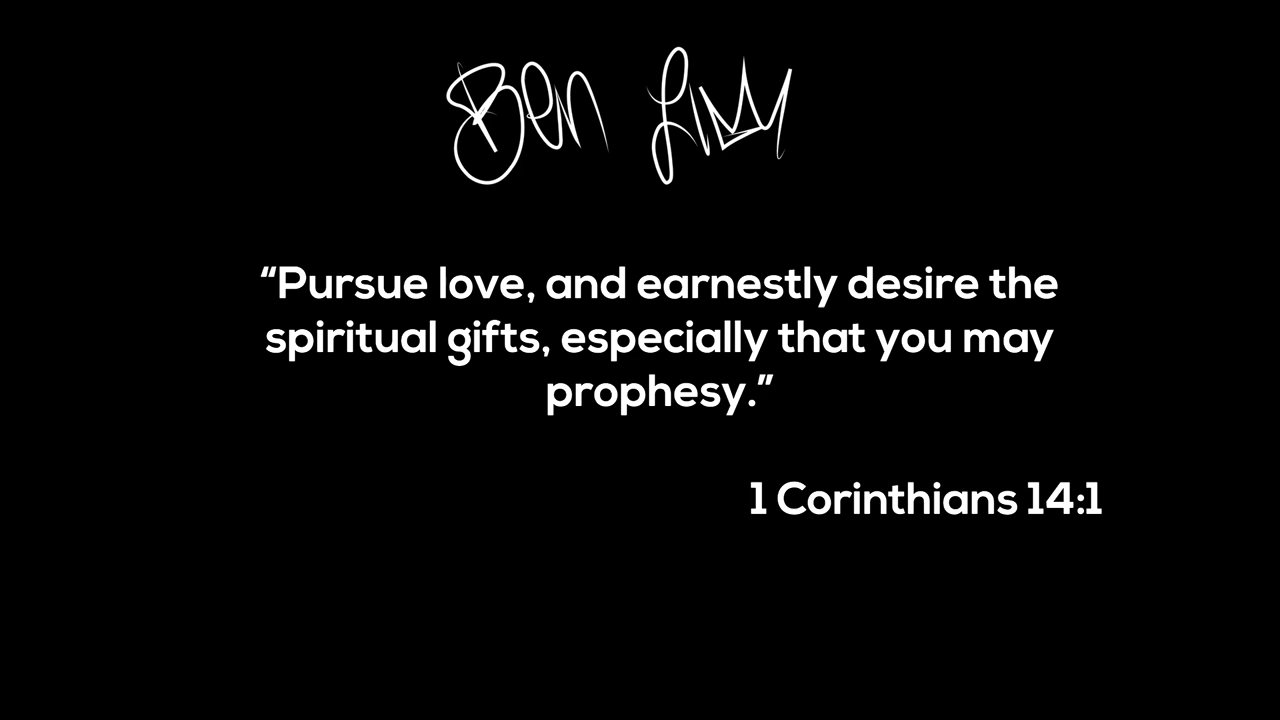 Ben
“Pursue love, and earnestly desire the
spiritual gifts, especially that you may
prophesy.”
1 Corinthians 14:1